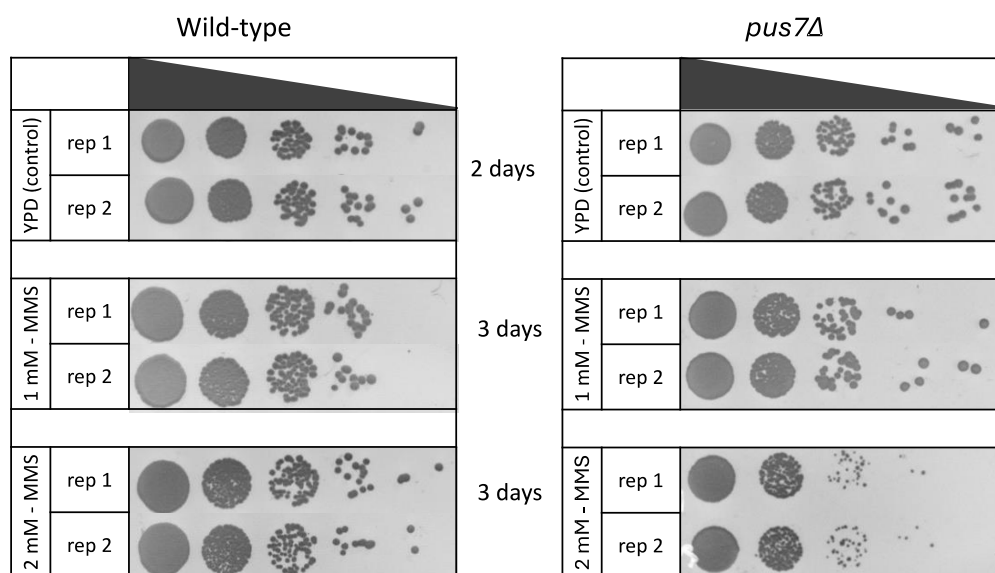 Wild-type
pus7Δ
YPD (control)
rep 1
rep 2
2 days
YPD (control)
rep 1
rep 2
1 mM - MMS
rep 1
rep 2
3 days
1 mM - MMS
rep 1
rep 2
2 mM - MMS
rep 1
rep 2
3 days
2 mM - MMS
rep 1
rep 2